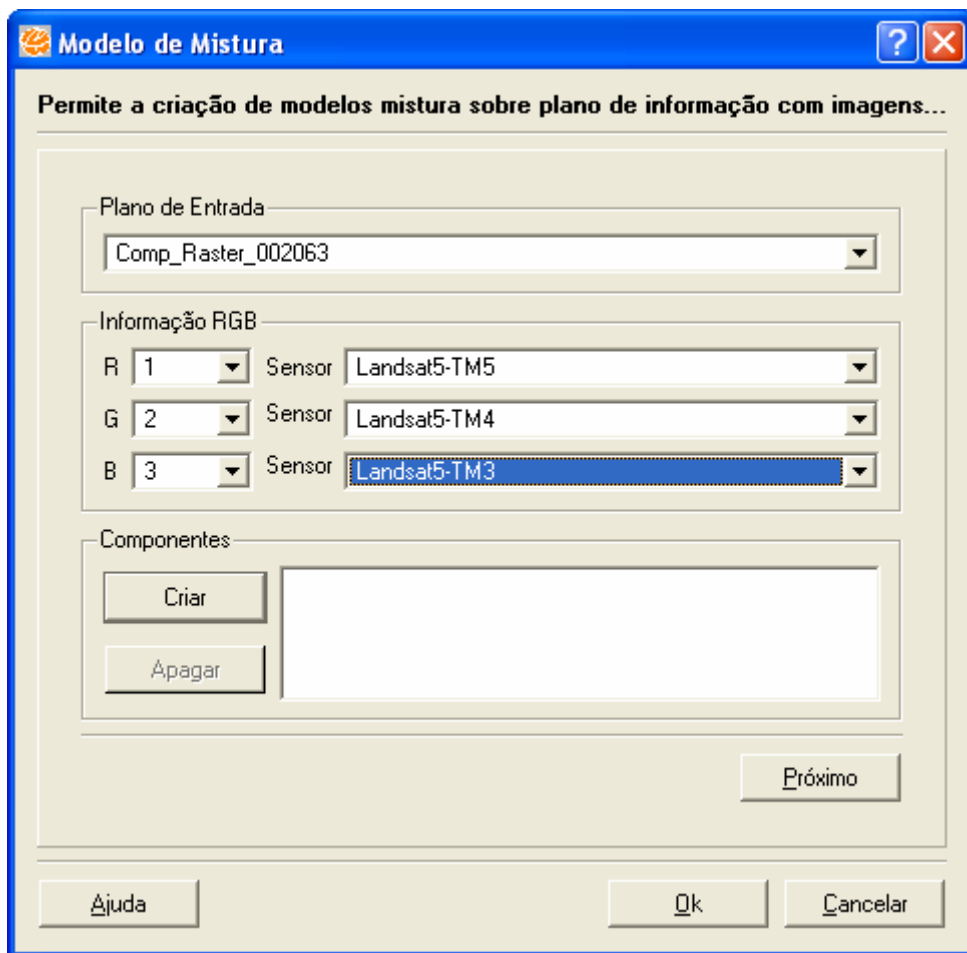 Modelo de Mistura
Permite a criação de modelos mistura sobre plano de informação com imagens...
Plano de Entrada
Comp_Raster_002063
Informação RGB
R 1 Sensor Landsat5-TM5
G 2 Sensor Landsat5-TM4
B 3 Sensor Landsat5-TM3
Componentes
Criar
Apagar
Próximo
Ajuda Ok Cancelar